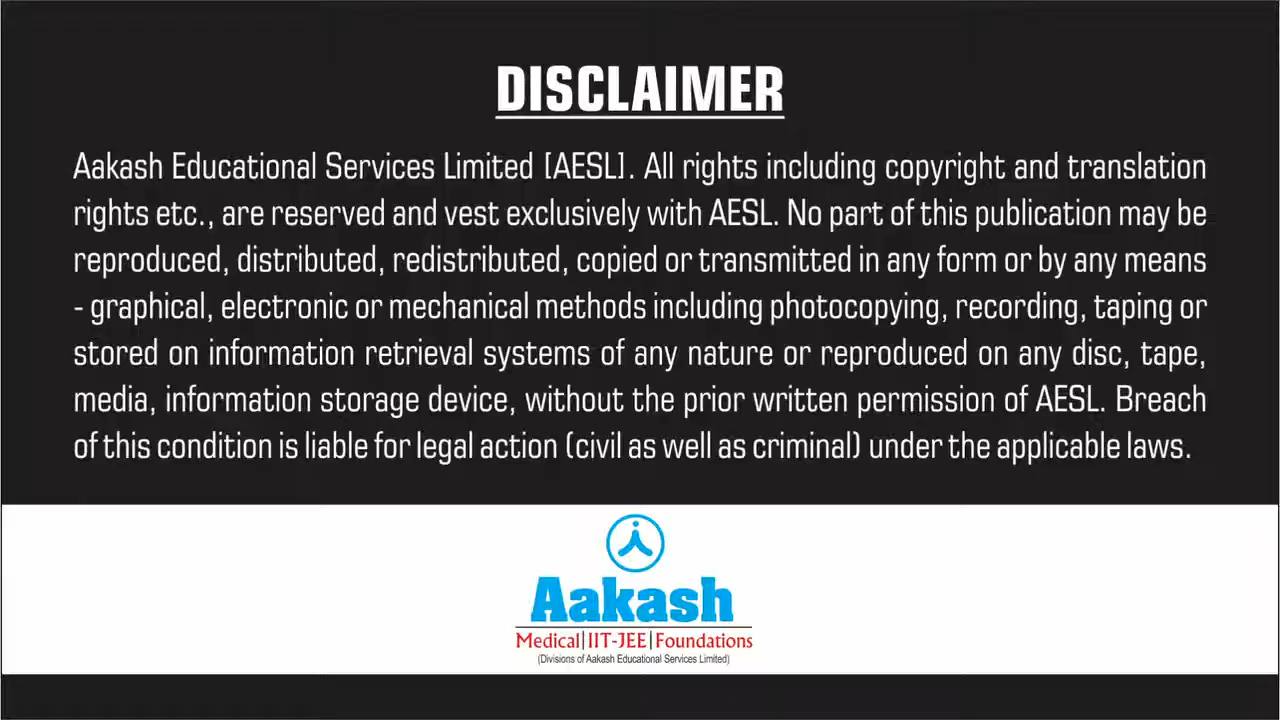 DISCLAIMER
Aakash Educational Services Limited [AESL]. All rights including copyright and translation
rights etc., are reserved and vest exclusively with AESL. No part of this publication may be
reproduced, distributed, redistributed, copied or transmitted in any form or by any means
- graphical, electronic or mechanical methods including photocopying, recording, taping or
stored on information retrieval systems of any nature or reproduced on any disc, tape,
media, information storage device, without the prior written permission of AESL. Breach
of this condition is liable for legal action (civil as well as criminal) under the applicable laws.
Aakash
Medical|IIT-JEE|Foundations
(Divisions of Aakash Educational Services Limited)